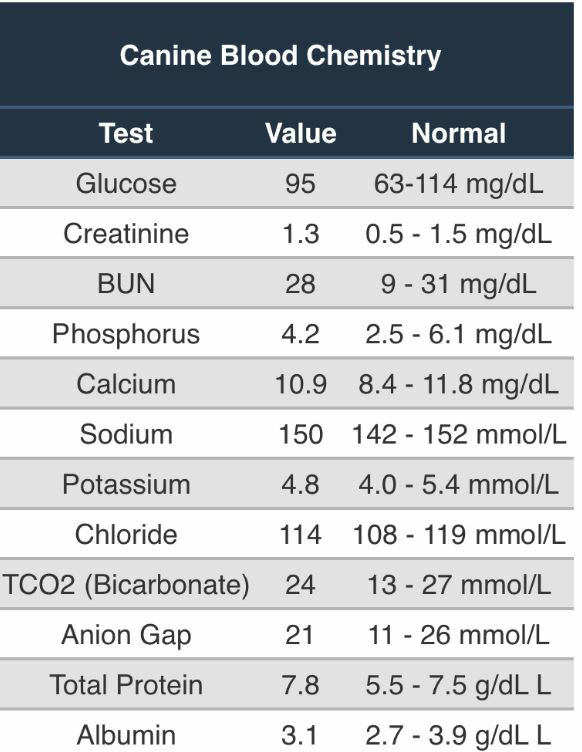 Canine Blood Chemistry
Test Value Normal
Glucose 95 63-114 mg/dL
Creatinine 1.3 0.5 - 1.5 mg/dL
BUN 28 9 - 31 mg/dL
Phosphorus 4.2 2.5 - 6.1 mg/dL
Calcium 10.9 8.4 - 11.8 mg/dL
Sodium 150 142 - 152 mmol/L
Potassium 4.8 4.0 - 5.4 mmol/L
Chloride 114 108 - 119 mmol/L
TCO2 (Bicarbonate) 24 13 - 27 mmol/L
Anion Gap 21 11 - 26 mmol/L
Total Protein 7.8 5.5 - 7.5 g/dL L
Albumin 3.1 2.7 - 3.9 g/dL L